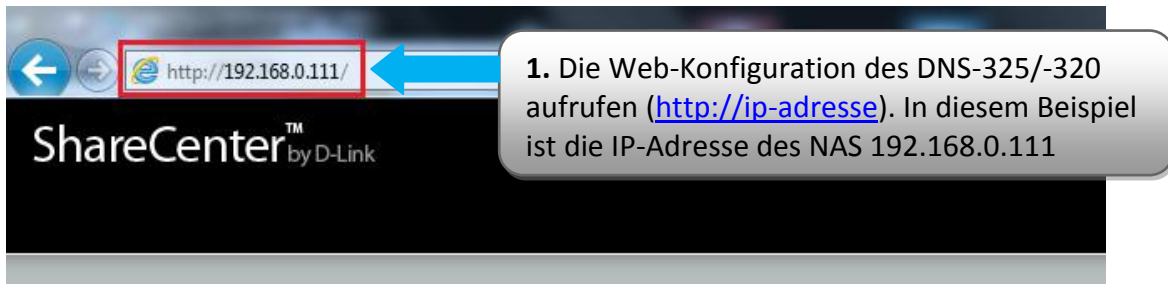 http://192.168.0.111/
1. Die Web-Konfiguration des DNS-325/-320
aufrufen (http://ip-adresse). In diesem Beispiel
ist die IP-Adresse des NAS 192.168.0.111
ShareCenter™ by D-Link